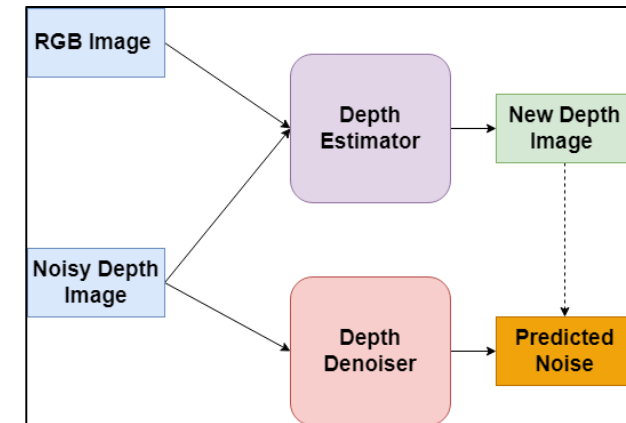 RGB Image
Depth
Estimator
New Depth
Image
Noisy Depth
Image
Depth
Denoiser
Predicted
Noise